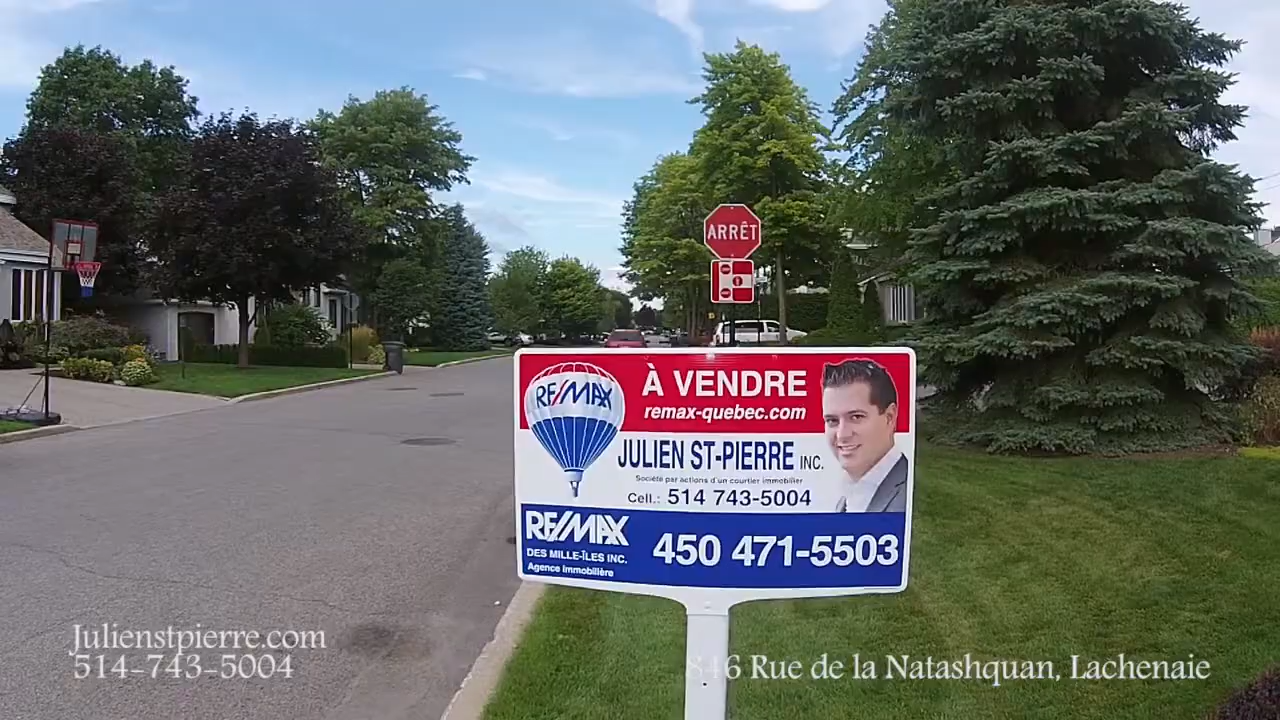 ARRÊT
À VENDRE
remax-quebec.com
RE/MAX
JULIEN ST-PIERRE INC.
Société par actions d'un courtier immobilier
Cell.: 514 743-5004
RE/MAX
DES MILLE-ÎLES INC.
Agence immobilière
450 471-5503
Julienstpierre.com
514-743-5004
846 Rue de la Natashquan, Lachenaie